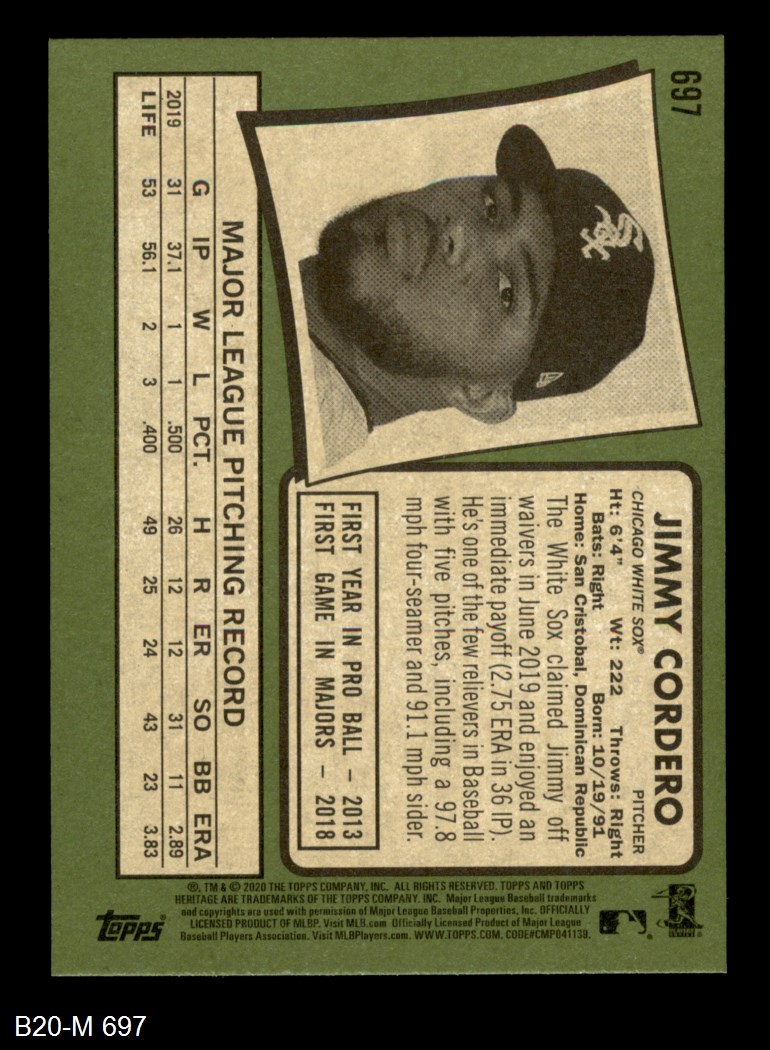 697
JIMMY CORDERO
CHICAGO WHITE SOX® PITCHER
Ht: 6'4" Wt: 222 Throws: Right
Bats: Right Born: 10/19/91
Home: San Cristobal, Dominican Republic
The White Sox claimed Jimmy off
waivers in June 2019 and enjoyed an
immediate payoff (2.75 ERA in 36 IP).
He's one of the few relievers in Baseball
with five pitches, including a 97.8
mph four-seamer and 91.1 mph sider.
FIRST YEAR IN PRO BALL – 2013
FIRST GAME IN MAJORS – 2018
MAJOR LEAGUE PITCHING RECORD
G IP W L PCT. H R ER SO BB ERA
2019 31 37.1 1 1 .500 26 12 12 31 11 2.89
LIFE 53 56.1 2 3 .400 49 25 24 43 23 3.83
®, TM & © 2020 THE TOPPS COMPANY, INC. ALL RIGHTS RESERVED. TOPPS AND TOPPS
HERITAGE ARE TRADEMARKS OF THE TOPPS COMPANY, INC. Major League Baseball trademarks
and copyrights are used with permission of Major League Baseball Properties, Inc. OFFICIALLY
LICENSED PRODUCT OF MLBP. Visit MLB.com Officially Licensed Product of Major League
Baseball Players Association. Visit MLBPlayers.com. WWW.TOPPS.COM. CODE#CMP041139.
Topps®
B20-M 697